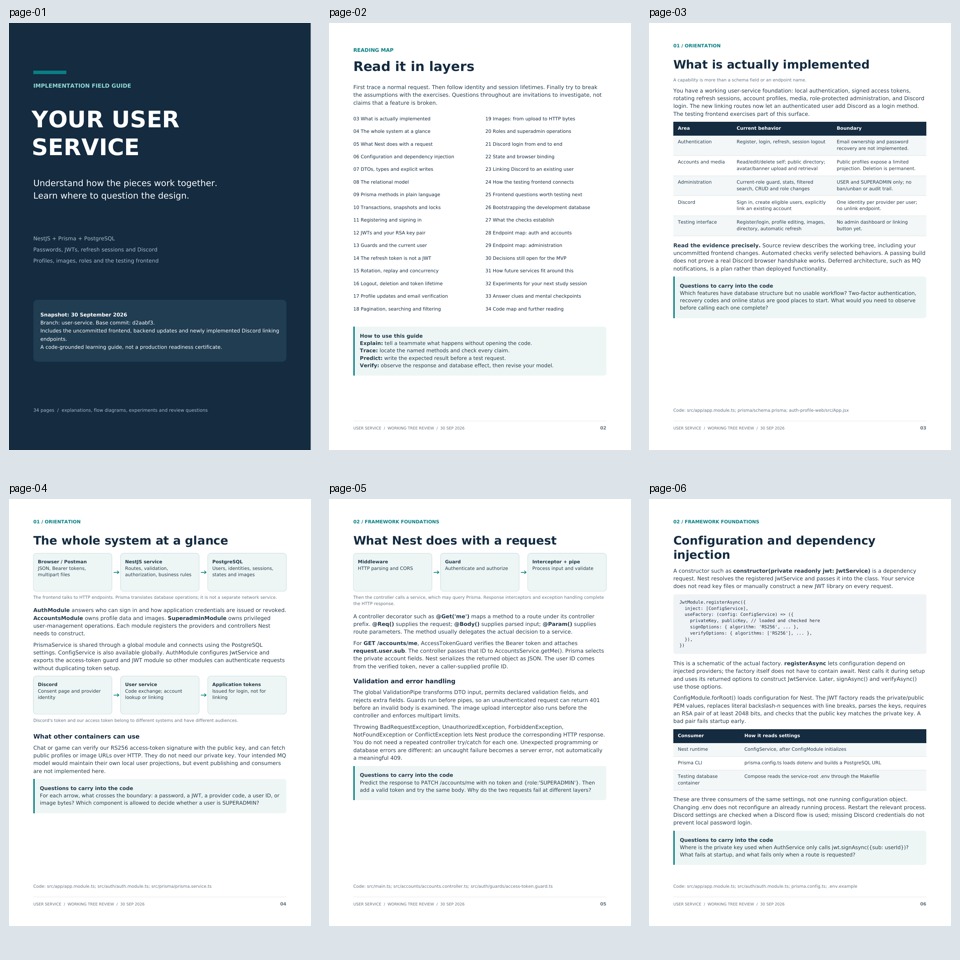 page-01
IMPLEMENTATION FIELD GUIDE
YOUR USER
SERVICE
Understand how the pieces work together.
Learn where to question the design.
NestJS + Prisma + PostgreSQL
Passwords, JWTs, refresh sessions and Discord
Profiles, images, roles and the testing frontend
Snapshot: 30 September 2026
Branch: user-service. Base commit: d2aabf3.
Includes the uncommitted frontend, backend updates and newly implemented Discord linking
endpoints.
A code-grounded learning guide, not a production readiness certificate.
34 pages / explanations, flow diagrams, experiments and review questions
page-02
READING MAP
Read it in layers
First trace a normal request. Then follow identity and session lifetimes. Finally try to break
the assumptions with the exercises. Questions throughout are invitations to investigate, not
claims that a feature is broken.
03 What is actually implemented
04 The whole system at a glance
05 What Nest does with a request
06 Configuration and dependency injection
07 DTOs, types and explicit writes
08 The relational model
09 Prisma methods in plain language
10 Transactions, snapshots and locks
11 Registering and signing in
12 JWTs and your RSA key pair
13 Guards and the current user
14 The refresh token is not a JWT
15 Rotation, replay and concurrency
16 Logout, deletion and token lifetime
17 Profile updates and email verification
18 Pagination, searching and filtering
19 Images: from upload to HTTP bytes
20 Roles and superadmin operations
21 Discord login from end to end
22 State and browser binding
23 Linking Discord to an existing user
24 How the testing frontend connects
25 Frontend questions worth testing next
26 Bootstrapping the development database
27 What the checks establish
28 Endpoint map: auth and accounts
29 Endpoint map: administration
30 Decisions still open for the MVP
31 How future services fit around this
32 Experiments for your next study session
33 Answer clues and mental checkpoints
34 Code map and further reading
How to use this guide
Explain: tell a teammate what happens without opening the code.
Trace: locate the named methods and check every claim.
Predict: write the expected result before a test request.
Verify: observe the response and database effect, then revise your model.
USER SERVICE / WORKING TREE REVIEW / 30 SEP 2026
02
page-03
01 / ORIENTATION
What is actually implemented
A capability is more than a schema field or an endpoint name.
You have a working user-service foundation: local authentication, signed access tokens,
rotating refresh sessions, account profiles, media, role-protected administration, and Discord
login. The new linking routes now let an authenticated user add Discord as a login method.
The testing frontend exercises part of this surface.
Area Current behavior Boundary
Authentication Register, login, refresh, session logout Email ownership and password
recovery are not implemented.
Accounts and media Read/edit/delete self; public directory; Public profiles expose a limited
avatar/banner upload and retrieval projection. Deletion is permanent.
Administration Current-role guard, stats, filtered USER and SUPERADMIN only; no
search, CRUD and role changes ban/unban or audit trail.
Discord Sign in, create eligible users, explicitly One identity per provider per user;
link an existing account no unlink endpoint.
Testing interface Register/login, profile editing, images, No admin dashboard or linking
directory, automatic refresh button yet.
Read the evidence precisely. Source review describes the working tree, including your
uncommitted frontend changes. Automated checks verify selected behaviors. A passing build
does not prove a real Discord browser handshake works. Deferred architecture, such as MQ
notifications, is a plan rather than deployed functionality.
Questions to carry into the code
Which features have database structure but no usable workflow? Two-factor authentication,
recovery codes and online status are good places to start. What would you need to observe
before calling each one complete?
Code: src/app/app.module.ts; prisma/schema.prisma; auth-profile-web/src/App.jsx
USER SERVICE / WORKING TREE REVIEW / 30 SEP 2026
03
page-04
01 / ORIENTATION
The whole system at a glance
Browser / Postman
JSON, Bearer tokens,
multipart files
NestJS service
Routes, validation,
authorization, business rules
PostgreSQL
Users, identities, sessions,
states and images
The frontend talks to HTTP endpoints. Prisma translates database operations; it is not a separate network service.
AuthModule answers who can sign in and how application credentials are issued or revoked.
AccountsModule owns profile data and images. SuperadminModule owns privileged
user-management operations. Each module registers the providers and controllers Nest
needs to construct.
PrismaService is shared through a global module and connects using the PostgreSQL
settings. ConfigService is also available globally. AuthModule configures JwtService and
exports the access-token guard and JWT module so other modules can authenticate requests
without duplicating token setup.
Discord
Consent page and provider
identity
User service
Code exchange; account
lookup or linking
Application tokens
Issued for login, not for
linking
Discord's token and our access token belong to different systems and have different audiences.
What other containers can use
Chat or game can verify our RS256 access-token signature with the public key, and can fetch
public profiles or image URLs over HTTP. They do not need our private key. Your intended MQ
model would maintain their own local user projections, but event publishing and consumers
are not implemented here.
Questions to carry into the code
For each arrow, what crosses the boundary: a password, a JWT, a provider code, a user ID, or
image bytes? Which component is allowed to decide whether a user is SUPERADMIN?
Code: src/app/app.module.ts; src/auth/auth.module.ts; src/prisma/prisma.service.ts
USER SERVICE / WORKING TREE REVIEW / 30 SEP 2026
04
page-05
02 / FRAMEWORK FOUNDATIONS
What Nest does with a request
Middleware
HTTP parsing and CORS
Guard
Authenticate and authorize
Interceptor + pipe
Process input and validate
Then the controller calls a service, which may query Prisma. Response interceptors and exception handling complete
the HTTP response.
A controller decorator such as @Get('me') maps a method to a route under its controller
prefix. @Req() supplies the request; @Body() supplies parsed input; @Param() supplies
route parameters. The method usually delegates the actual decision to a service.
For GET /accounts/me, AccessTokenGuard verifies the Bearer token and attaches
request.user.sub. The controller passes that ID to AccountsService.getMe(). Prisma selects
the private account fields. Nest serializes the returned object as JSON. The user ID comes
from the verified token, never a caller-supplied profile ID.
Validation and error handling
The global ValidationPipe transforms DTO input, permits declared validation fields, and
rejects extra fields. Guards run before pipes, so an unauthenticated request can return 401
before an invalid body is examined. The image upload interceptor also runs before the
controller and enforces multipart limits.
Throwing BadRequestException, UnauthorizedException, ForbiddenException,
NotFoundException or ConflictException lets Nest produce the corresponding HTTP response.
You do not need a repeated controller try/catch for each one. Unexpected programming or
database errors are different: an uncaught failure becomes a server error, not automatically
a meaningful 409.
Questions to carry into the code
Predict the response to PATCH /accounts/me with no token and {role:'SUPERADMIN'}. Then
add a valid token and try the same body. Why do the two requests fail at different layers?
Code: src/main.ts; src/accounts/accounts.controller.ts; src/auth/guards/access-token.guard.ts
USER SERVICE / WORKING TREE REVIEW / 30 SEP 2026
05
page-06
02 / FRAMEWORK FOUNDATIONS
Configuration and dependency
injection
A constructor such as constructor(private readonly jwt: JwtService) is a dependency
request. Nest resolves the registered JwtService and passes it into the class. Your service
does not read key files or manually construct a new JWT library on every request.
JwtModule.registerAsync({
inject: [ConfigService],
useFactory: (config: ConfigService) => ({
privateKey, publicKey, // loaded and checked here
signOptions: { algorithm: 'RS256', ... },
verifyOptions: { algorithms: ['RS256'], ... },
}),
})
This is a schematic of the actual factory. registerAsync lets configuration depend on
injected providers; the factory itself does not have to contain await. Nest calls it during setup
and uses its returned options to construct JwtService. Later, signAsync() and verifyAsync()
use those options.
ConfigModule.forRoot() loads configuration for Nest. The JWT factory reads the private/public
PEM values, replaces literal backslash-n sequences with line breaks, parses the keys, requires
an RSA pair of at least 2048 bits, and checks that the public key matches the private key. A
bad pair fails startup early.
Consumer How it reads settings
Nest runtime ConfigService, after ConfigModule initializes
Prisma CLI prisma.config.ts loads dotenv and builds a PostgreSQL URL
Testing database Compose reads the service-root .env through the Makefile
container
These are three consumers of the same settings, not one running configuration object.
Changing .env does not reconfigure an already running process. Restart the relevant process.
Discord settings are checked when a Discord flow is used; missing Discord credentials do not
prevent local password login.
Questions to carry into the code
Where is the private key used when AuthService only calls jwt.signAsync({sub: userId})?
What fails at startup, and what fails only when a route is requested?
Code: src/app/app.module.ts; src/auth/auth.module.ts; prisma.config.ts; .env.example
USER SERVICE / WORKING TREE REVIEW / 30 SEP 2026
06